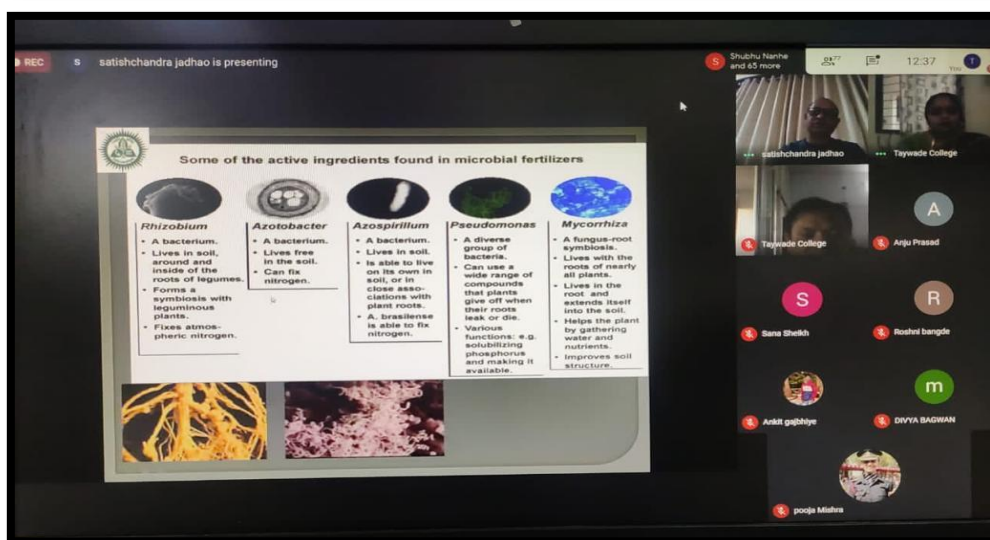 REC
S
satishchandra jadhao is presenting
S
Shubhu Nanhe
and 65 more
77
12:37
You
T
Some of the active ingredients found in microbial fertilizers
Rhizobium
• A bacterium.
• Lives in soil,
around and
inside of the
roots of legumes.
• Forms a
symbiosis with
leguminous
plants.
• Fixes atmos-
pheric nitrogen.
Azotobacter
• A bacterium.
• Lives free
in the soil.
• Can fix
nitrogen.
Azospirillum
• A bacterium.
• Lives in soil.
• Is able to live
on its own in
soil, or in
close asso-
ciations with
plant roots.
• A. brasilense
is able to fix
nitrogen.
Pseudomonas
• A diverse
group of
bacteria.
• Can use a
wide range of
compounds
that plants
give off when
their roots
leak or die.
• Various
functions: e.g.
solubilizing
phosphorus
and making it
available.
Mycorrhiza
• A fungus-root
symbiosis.
• Lives with the
roots of nearly
all plants.
• Lives in the
root and
extends itself
into the soil.
• Helps the plant
by gathering
water and
nutrients.
• Improves soil
structure.
satishchandra jadhao
Taywade College
Taywade College
A
Anju Prasad
S
Sana Sheikh
R
Roshni bangde
Ankit gajbhiye
m
DIVYA BAGWAN
pooja Mishra